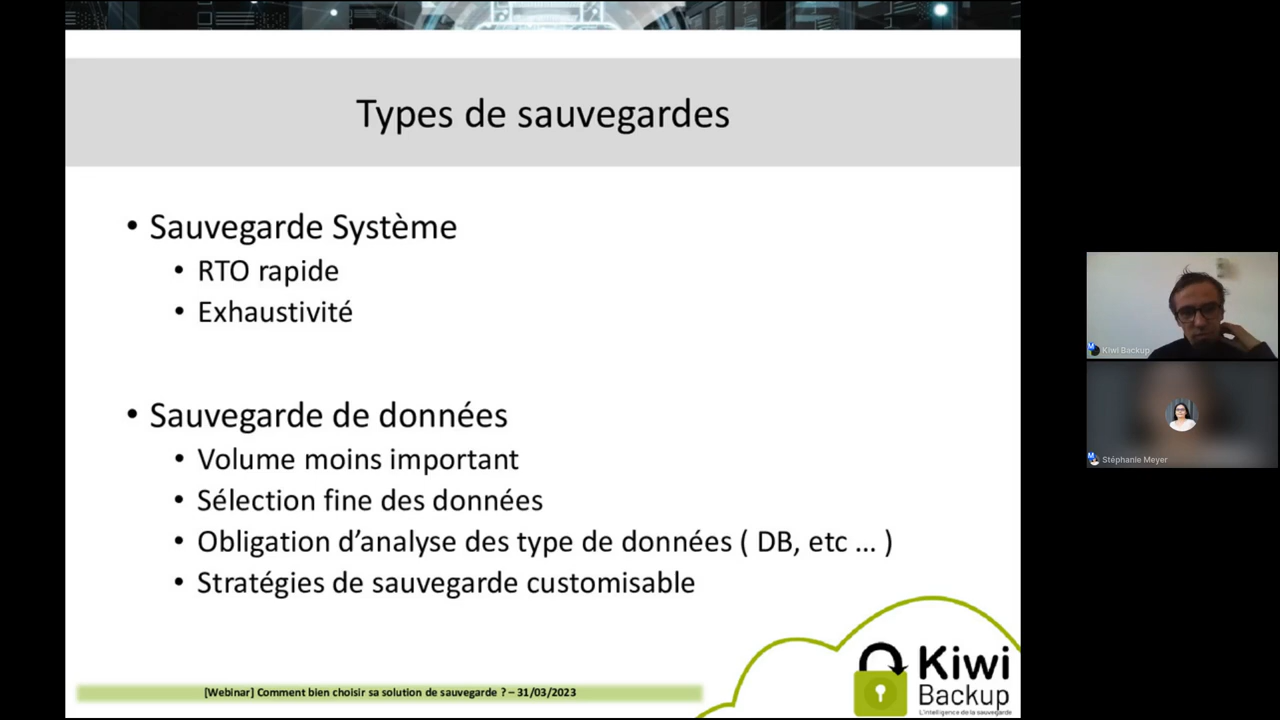 Types de sauvegardes
• Sauvegarde Système
• RTO rapide
• Exhaustivité
• Sauvegarde de données
• Volume moins important
• Sélection fine des données
• Obligation d’analyse des type de données ( DB, etc … )
• Stratégies de sauvegarde customisable
[Webinar] Comment bien choisir sa solution de sauvegarde ? – 31/03/2023
Kiwi
Backup
L'intelligence de la sauvegarde
Kiwi Backup
Stéphanie Meyer